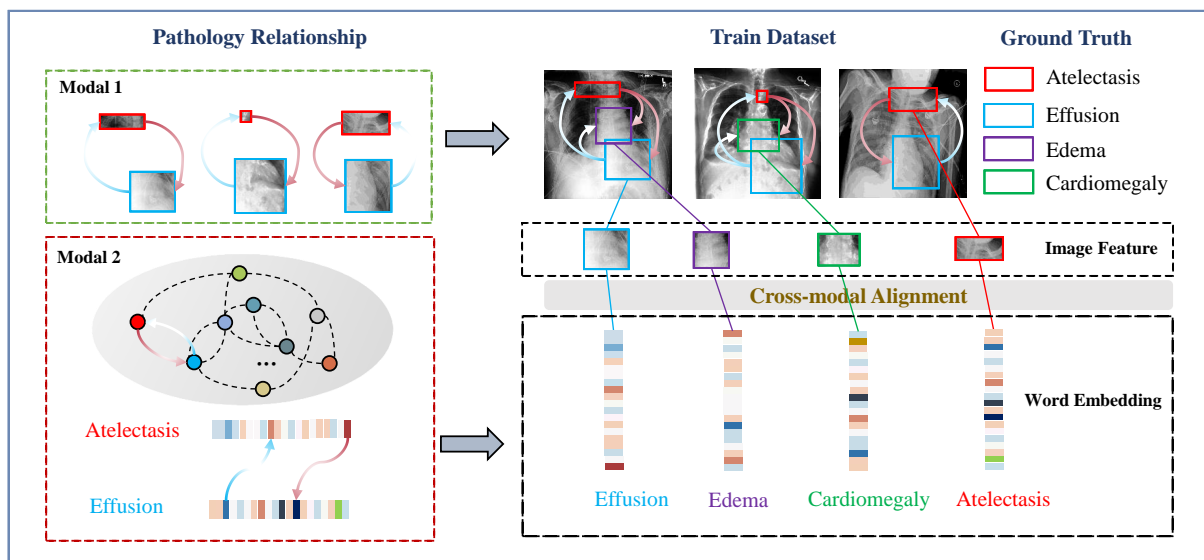 Pathology Relationship
Train Dataset
Ground Truth
Modal 1
Atelectasis
Effusion
Edema
Cardiomegaly
Image Feature
Modal 2
Cross-modal Alignment
...
Word Embedding
Atelectasis
Effusion
Effusion
Edema
Cardiomegaly
Atelectasis